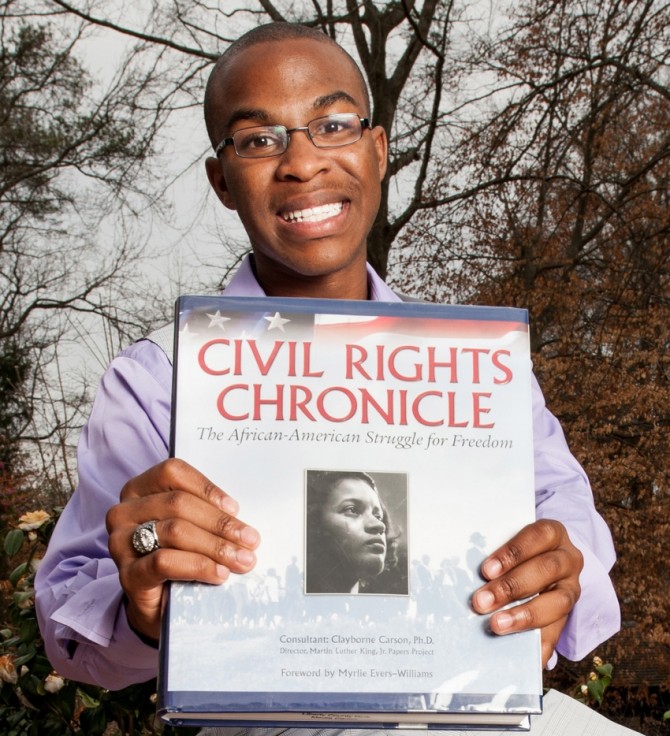 CIVIL RIGHTS
CHRONICLE
The African-American Struggle for Freedom
Consultant: Clayborne Carson, Ph.D.
Director, Martin Luther King, Jr. Papers Project
Foreword by Myrlie Evers–Williams